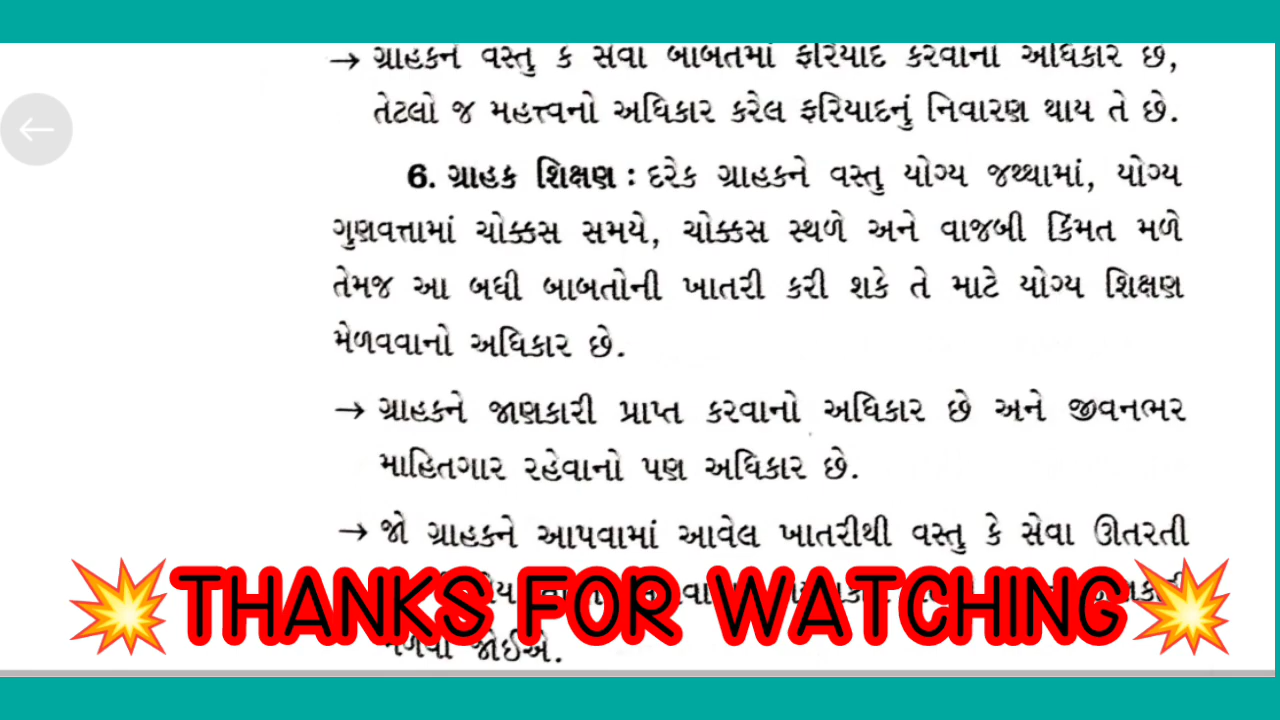 → ગ્રાહકને વસ્તુ કે સેવા બાબતમાં ફરિયાદ કરવાનો અધિકાર છે,
તેટલો જ મહત્ત્વનો અધિકાર કરેલ ફરિયાદનું નિવારણ થાય તે છે.
6. ગ્રાહક શિક્ષણ : દરેક ગ્રાહકને વસ્તુ યોગ્ય જથ્થામાં, યોગ્ય
ગુણવત્તામાં ચોક્કસ સમયે, ચોક્કસ સ્થળે અને વાજબી કિંમત મળે
તેમજ આ બધી બાબતોની ખાતરી કરી શકે તે માટે યોગ્ય શિક્ષણ
મેળવવાનો અધિકાર છે.
→ ગ્રાહકને જાણકારી પ્રાપ્ત કરવાનો અધિકાર છે અને જીવનભર
માહિતગાર રહેવાનો પણ અધિકાર છે.
→ જો ગ્રાહકને આપવામાં આવેલ ખાતરીથી વસ્તુ કે સેવા ઊતરતી
THANKS FOR WATCHING
જોઈએ.